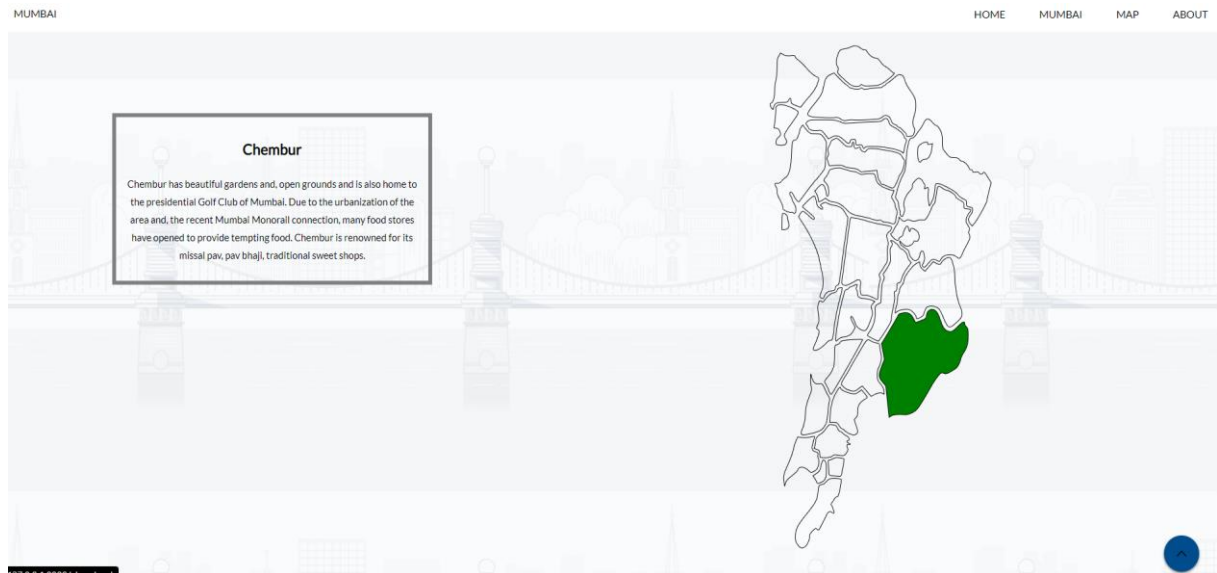 MUMBAI
HOME MUMBAI MAP ABOUT
Chembur
Chembur has beautiful gardens and, open grounds and is also home to
the presidential Golf Club of Mumbai. Due to the urbanization of the
area and, the recent Mumbai Monorail connection, many food stores
have opened to provide tempting food. Chembur is renowned for its
missal pav, pav bhaji, traditional sweet shops.